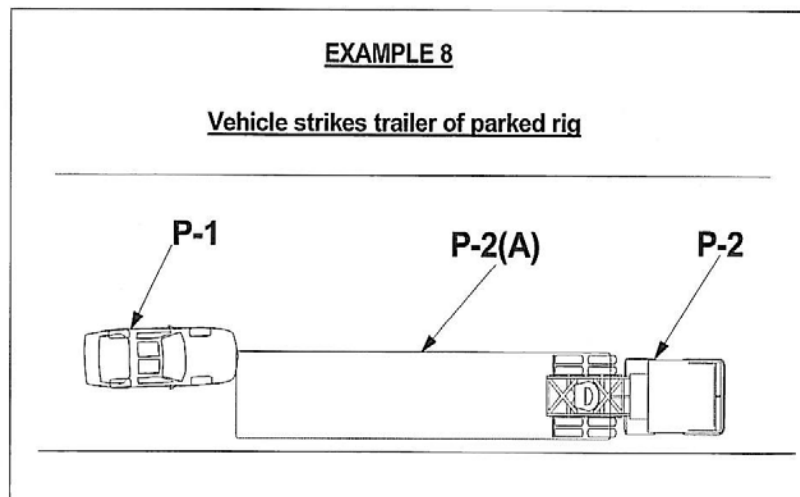 EXAMPLE 8
Vehicle strikes trailer of parked rig
P-1
P-2(A)
P-2
D